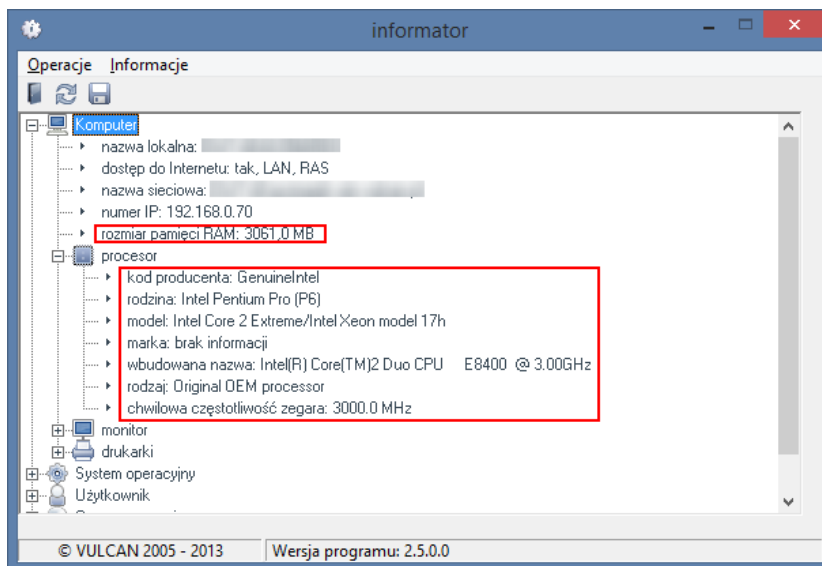 informator
Operacje Informacje
Komputer
nazwa lokalna:
dostęp do Internetu: tak, LAN, RAS
nazwa sieciowa:
numer IP: 192.168.0.70
rozmiar pamięci RAM: 3061,0 MB
procesor
kod producenta: GenuineIntel
rodzina: Intel Pentium Pro (P6)
model: Intel Core 2 Extreme/Intel Xeon model 17h
marka: brak informacji
wbudowana nazwa: Intel(R) Core(TM)2 Duo CPU E8400 @ 3.00GHz
rodzaj: Original OEM processor
chwilowa częstotliwość zegara: 3000.0 MHz
monitor
drukarki
System operacyjny
Użytkownik
© VULCAN 2005 - 2013 Wersja programu: 2.5.0.0